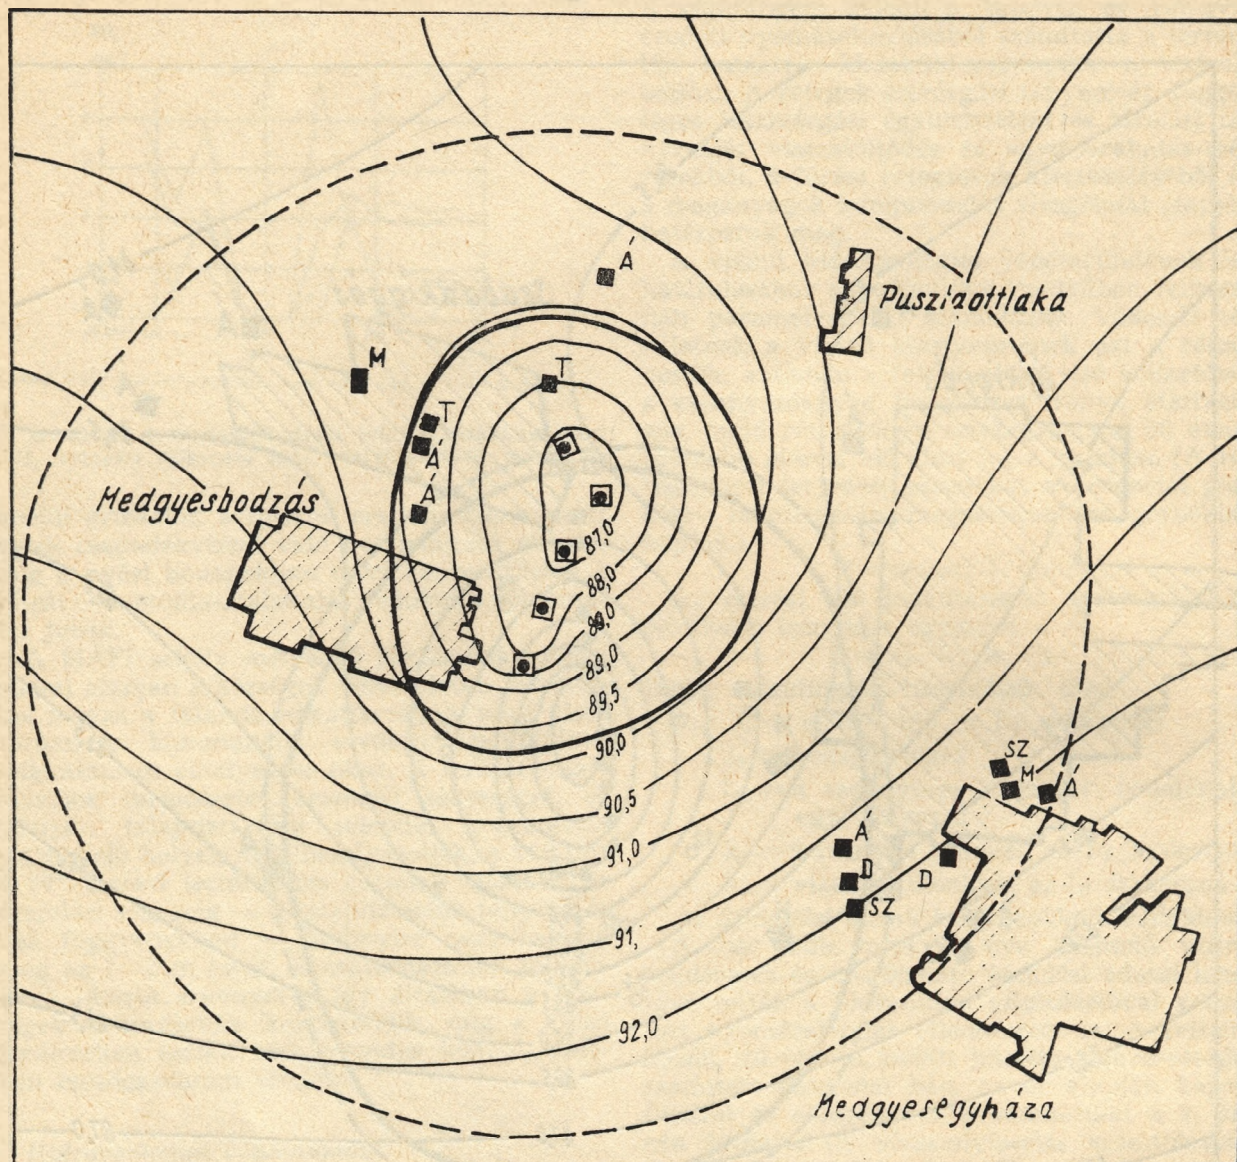 Á
Pusztaottlaka
M
T
T
Á
Á
Medgyesbodzás
87,0
88,0
89,0
89,5
90,0
90,5
91,0
91,
92,0
SZ
M
Á
Á
D
D
SZ
Medgyesegyháza